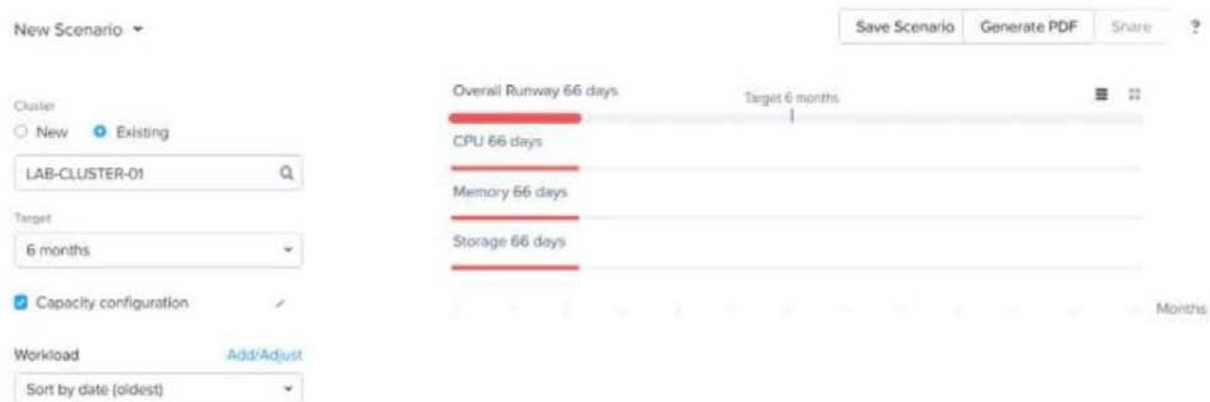 New Scenario
Save Scenario Generate PDF Share ?
Cluster
New Existing
LAB-CLUSTER-01
Target
6 months
Capacity configuration
Workload Add/Adjust
Sort by date (oldest)
Overall Runway 66 days
Target 6 months
CPU 66 days
Memory 66 days
Storage 66 days
Months